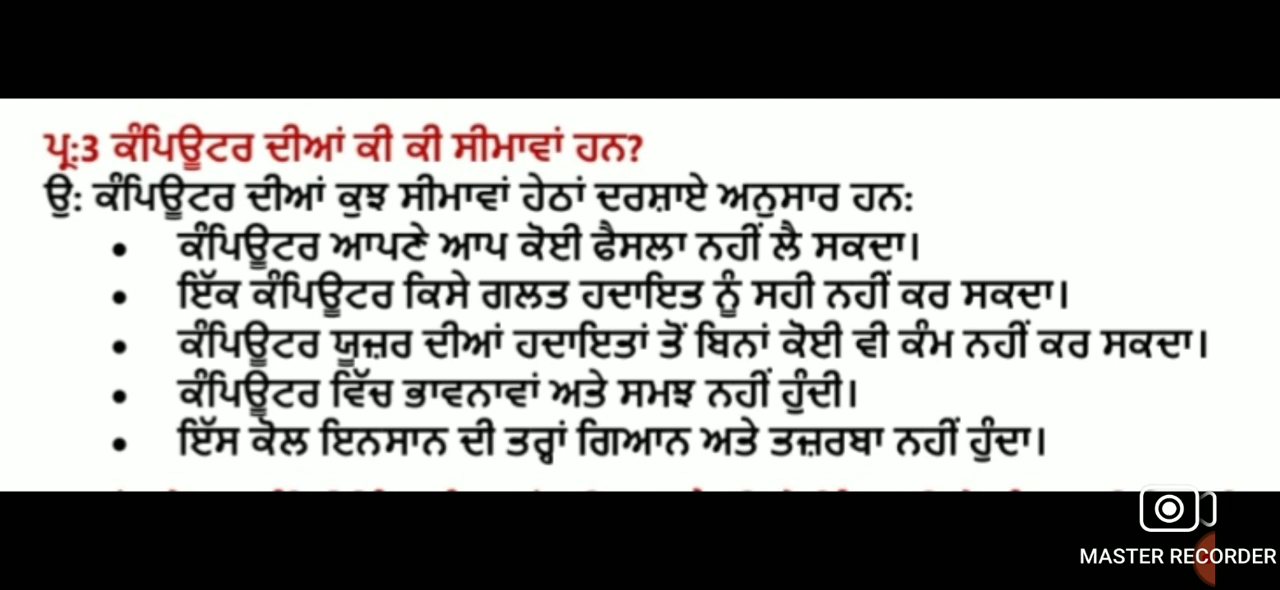 ਪ੍ਰ:3 ਕੰਪਿਊਟਰ ਦੀਆਂ ਕੀ ਕੀ ਸੀਮਾਵਾਂ ਹਨ?
ਉ: ਕੰਪਿਊਟਰ ਦੀਆਂ ਕੁਝ ਸੀਮਾਵਾਂ ਹੇਠਾਂ ਦਰਸ਼ਾਏ ਅਨੁਸਾਰ ਹਨ:
• ਕੰਪਿਊਟਰ ਆਪਣੇ ਆਪ ਕੋਈ ਫੈਸਲਾ ਨਹੀਂ ਲੈ ਸਕਦਾ।
• ਇੱਕ ਕੰਪਿਊਟਰ ਕਿਸੇ ਗਲਤ ਹਦਾਇਤ ਨੂੰ ਸਹੀ ਨਹੀਂ ਕਰ ਸਕਦਾ।
• ਕੰਪਿਊਟਰ ਯੂਜ਼ਰ ਦੀਆਂ ਹਦਾਇਤਾਂ ਤੋਂ ਬਿਨਾਂ ਕੋਈ ਵੀ ਕੰਮ ਨਹੀਂ ਕਰ ਸਕਦਾ।
• ਕੰਪਿਊਟਰ ਵਿੱਚ ਭਾਵਨਾਵਾਂ ਅਤੇ ਸਮਝ ਨਹੀਂ ਹੁੰਦੀ।
• ਇੱਸ ਕੋਲ ਇਨਸਾਨ ਦੀ ਤਰ੍ਹਾਂ ਗਿਆਨ ਅਤੇ ਤਜ਼ਰਬਾ ਨਹੀਂ ਹੁੰਦਾ।
MASTER RECORDER